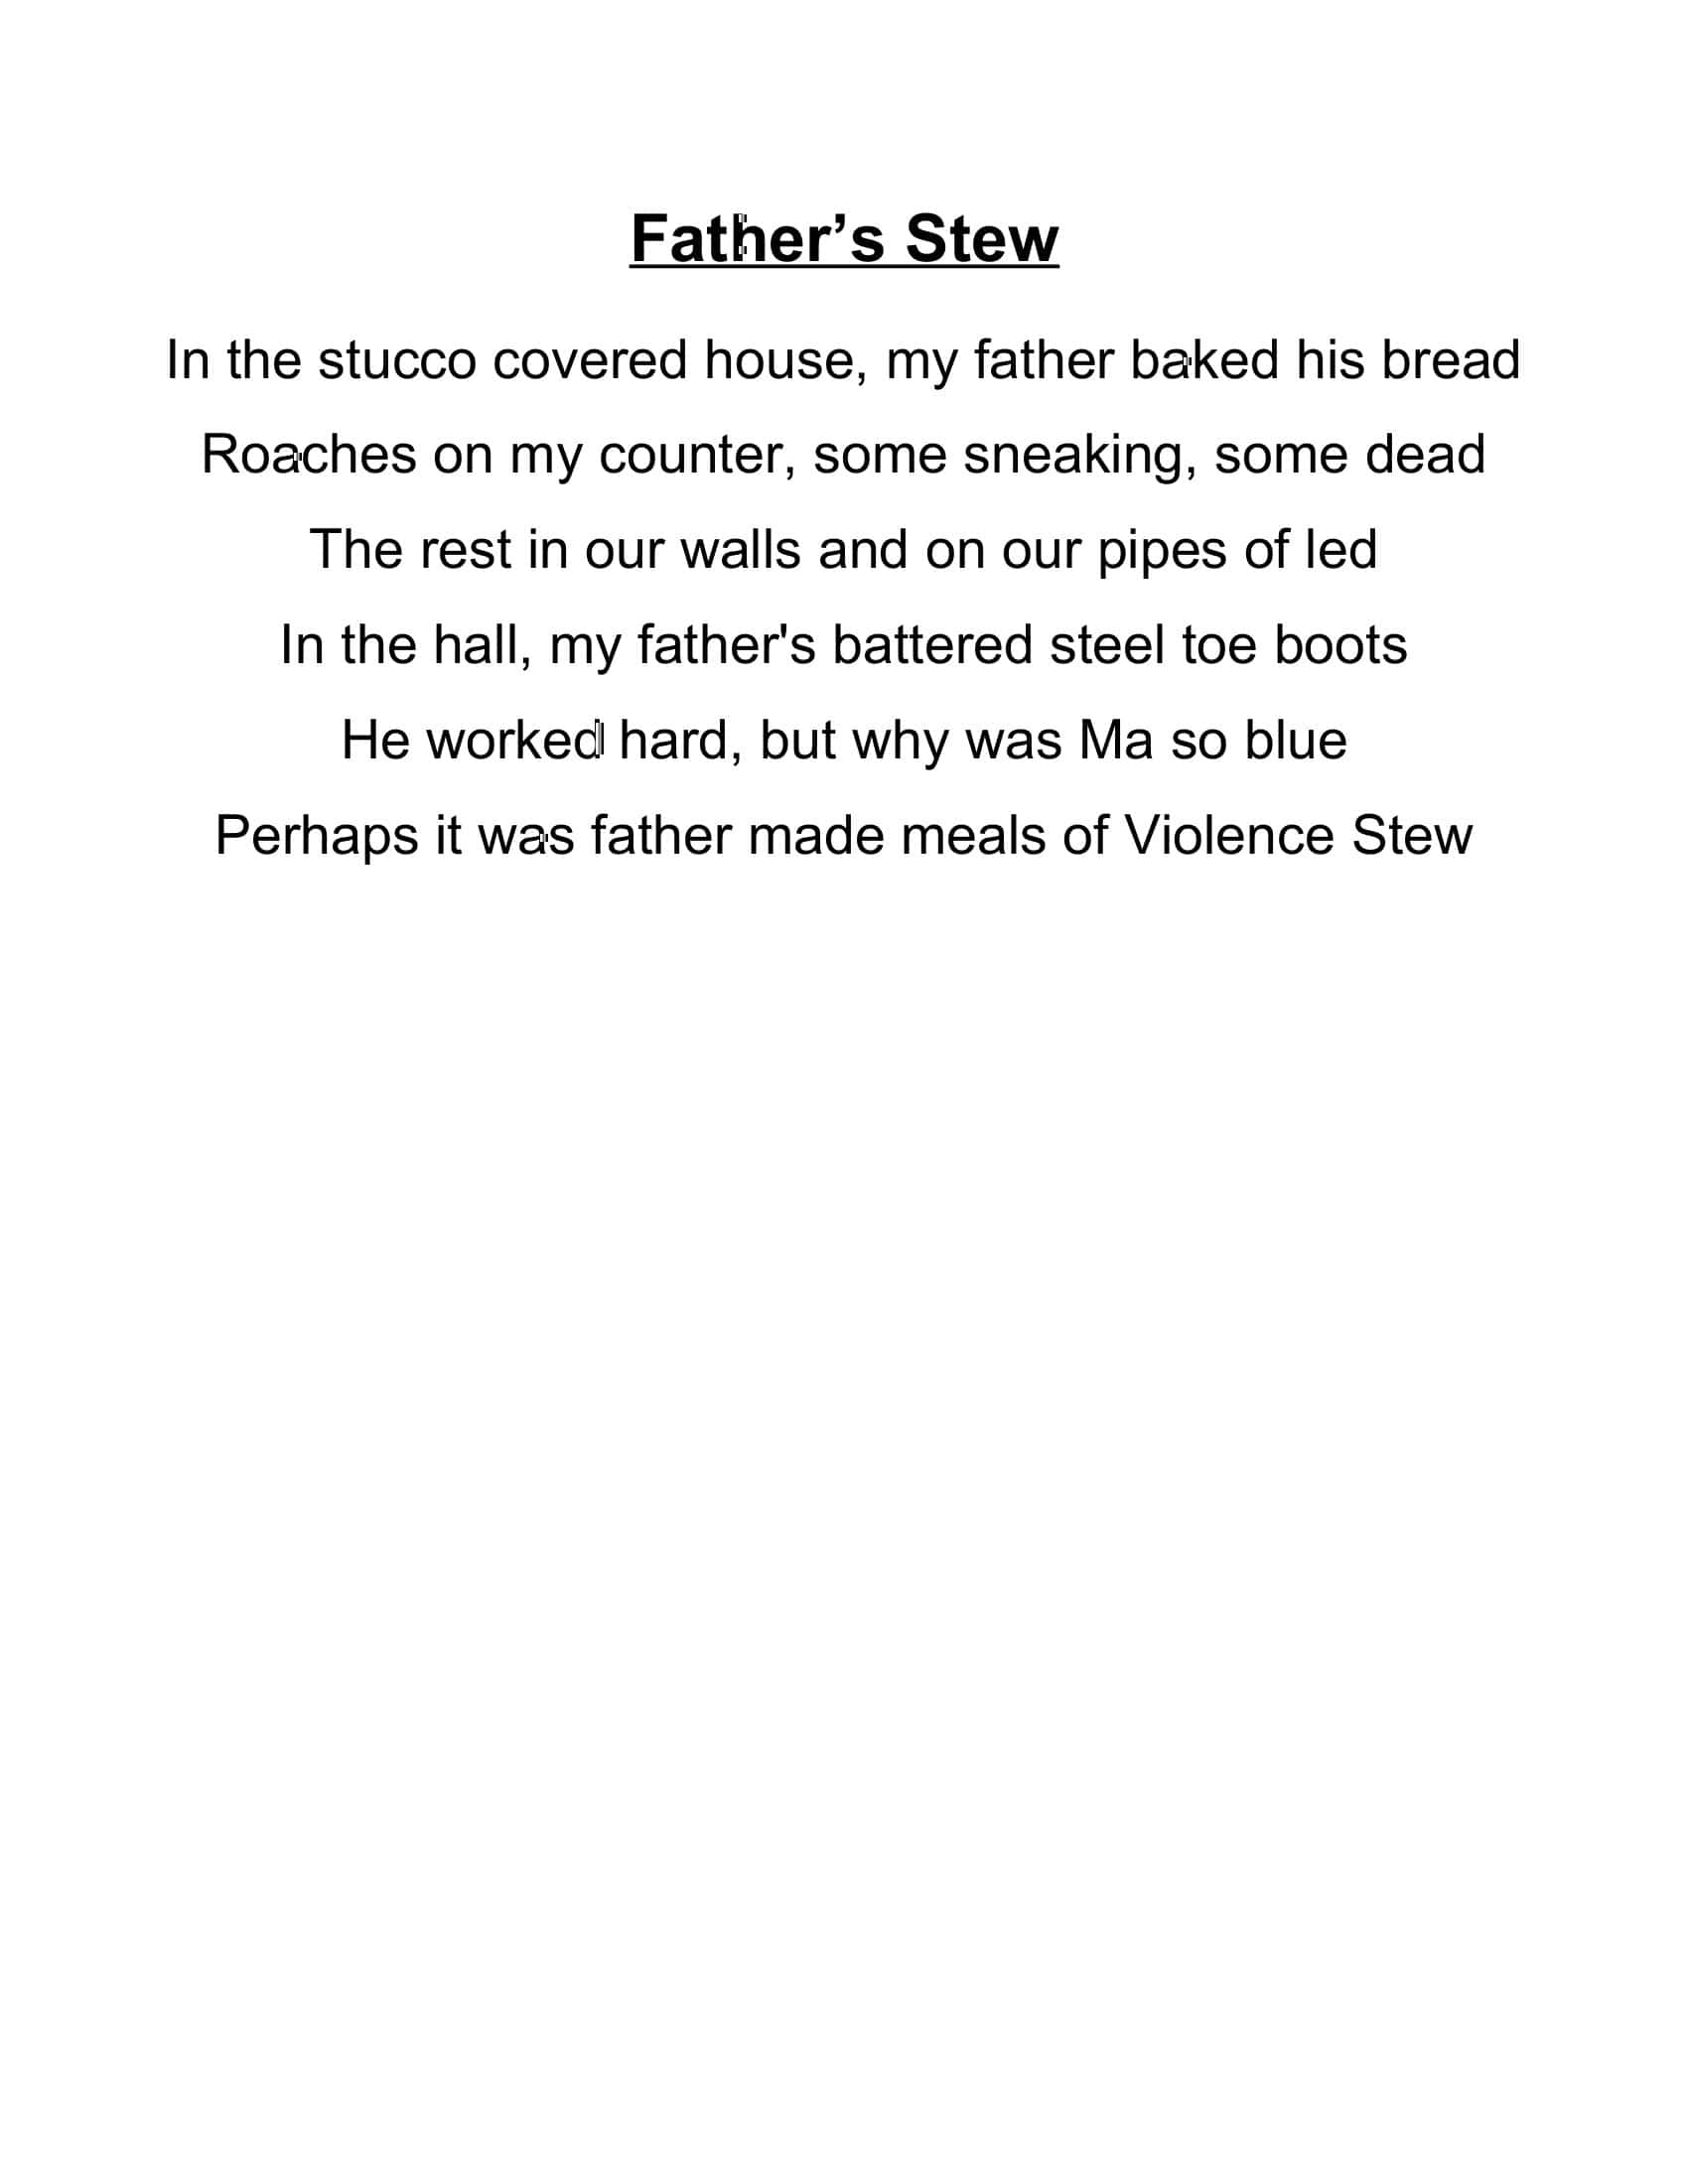 Father’s Stew
In the stucco covered house, my father baked his bread
Roaches on my counter, some sneaking, some dead
The rest in our walls and on our pipes of led
In the hall, my father's battered steel toe boots
He worked hard, but why was Ma so blue
Perhaps it was father made meals of Violence Stew